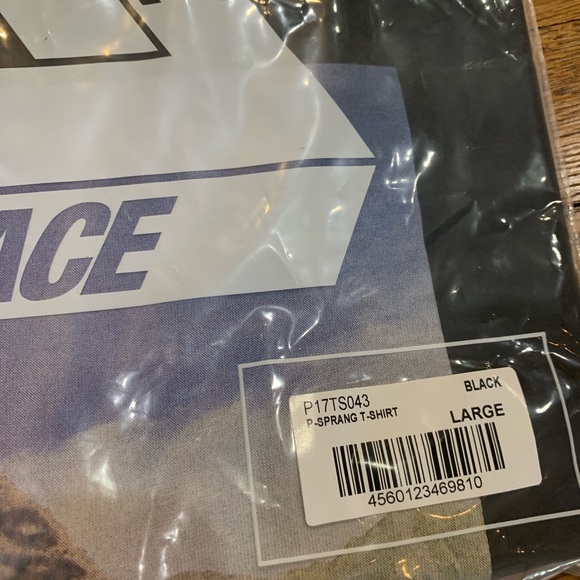 ACE
P17TS043 BLACK
P-SPRANG T-SHIRT LARGE
4560123469810